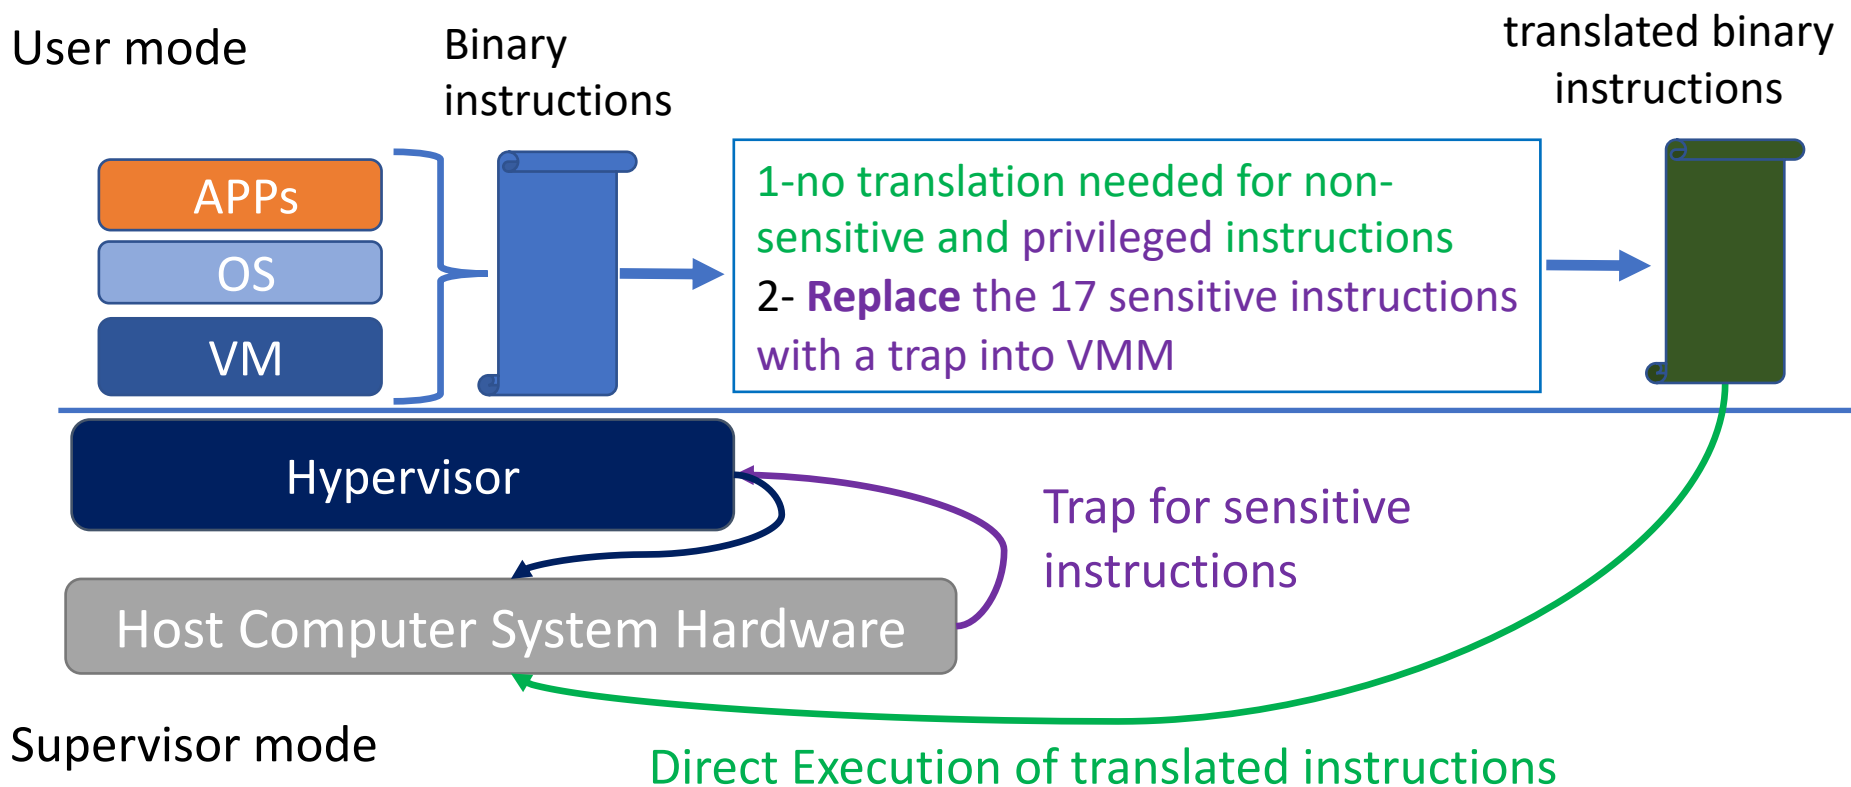 User mode
Binary
instructions
translated binary
instructions
APPs
OS
VM
1-no translation needed for non-
sensitive and privileged instructions
2- Replace the 17 sensitive instructions
with a trap into VMM
Hypervisor
Trap for sensitive
instructions
Host Computer System Hardware
Supervisor mode
Direct Execution of translated instructions